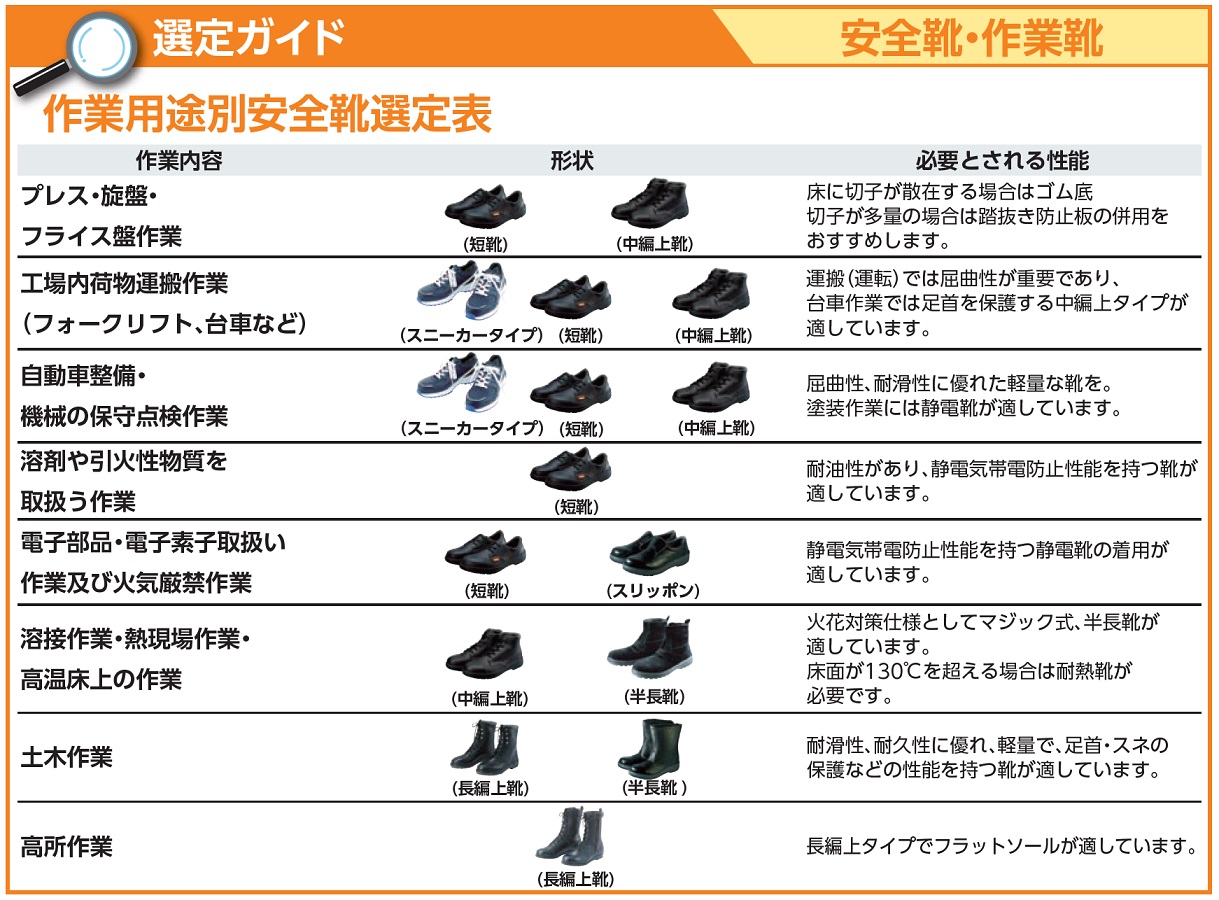 選定ガイド
安全靴・作業靴
作業用途別安全靴選定表
作業内容 形状 必要とされる性能
プレス・旋盤・
フライス盤作業
(短靴) (中編上靴)
床に切子が散在する場合はゴム底
切子が多量の場合は踏抜き防止板の併用を
おすすめします。
工場内荷物運搬作業
(フォークリフト、台車など)
(スニーカータイプ) (短靴) (中編上靴)
運搬(運転)では屈曲性が重要であり、
台車作業では足首を保護する中編上タイプが
適しています。
自動車整備・
機械の保守点検作業
(スニーカータイプ) (短靴) (中編上靴)
屈曲性、耐滑性に優れた軽量な靴を。
塗装作業には静電靴が適しています。
溶剤や引火性物質を
取扱う作業
(短靴)
耐油性があり、静電気帯電防止性能を持つ靴が
適しています。
電子部品・電子素子取扱い
作業及び火気厳禁作業
(短靴) (スリッポン)
静電気帯電防止性能を持つ静電靴の着用が
適しています。
溶接作業・熱現場作業・
高温床上の作業
(中編上靴) (半長靴)
火花対策仕様としてマジック式、半長靴が
適しています。
床面が130℃を超える場合は耐熱靴が
必要です。
土木作業
(長編上靴) (半長靴)
耐滑性、耐久性に優れ、軽量で、足首・スネの
保護などの性能を持つ靴が適しています。
高所作業
(長編上靴)
長編上タイプでフラットソールが適しています。